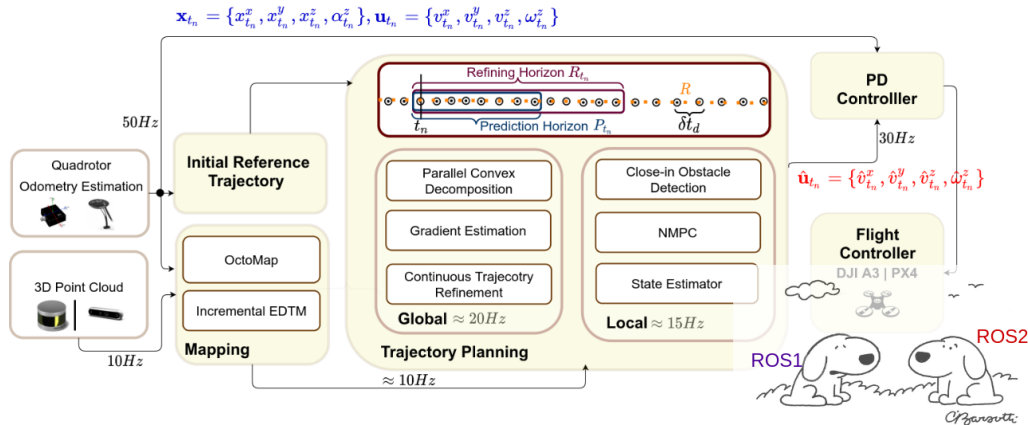 𝐱_{t_n} = {x^x_{t_n}, x^y_{t_n}, x^z_{t_n}, α^z_{t_n}}, 𝐮_{t_n} = {v^x_{t_n}, v^y_{t_n}, v^z_{t_n}, ω^z_{t_n}}
Refining Horizon R_{t_n}
R
t_n
Prediction Horizon P_{t_n}
δt_d
PD
Controlller
50Hz
30Hz
Quadrotor
Odometry Estimation
Initial Reference
Trajectory
û_{t_n} = {v̂^x_{t_n}, v̂^y_{t_n}, v̂^z_{t_n}, ω̂^z_{t_n}}
Parallel Convex
Decomposition
Gradient Estimation
Continuous Trajecotry
Refinement
Global ≈ 20Hz
Close-in Obstacle
Detection
NMPC
State Estimator
Local ≈ 15Hz
Trajectory Planning
3D Point Cloud
10Hz
OctoMap
Incremental EDTM
Mapping
≈ 10Hz
Flight
Controller
DJI A3 | PX4
ROS1
ROS2
CBarsotti